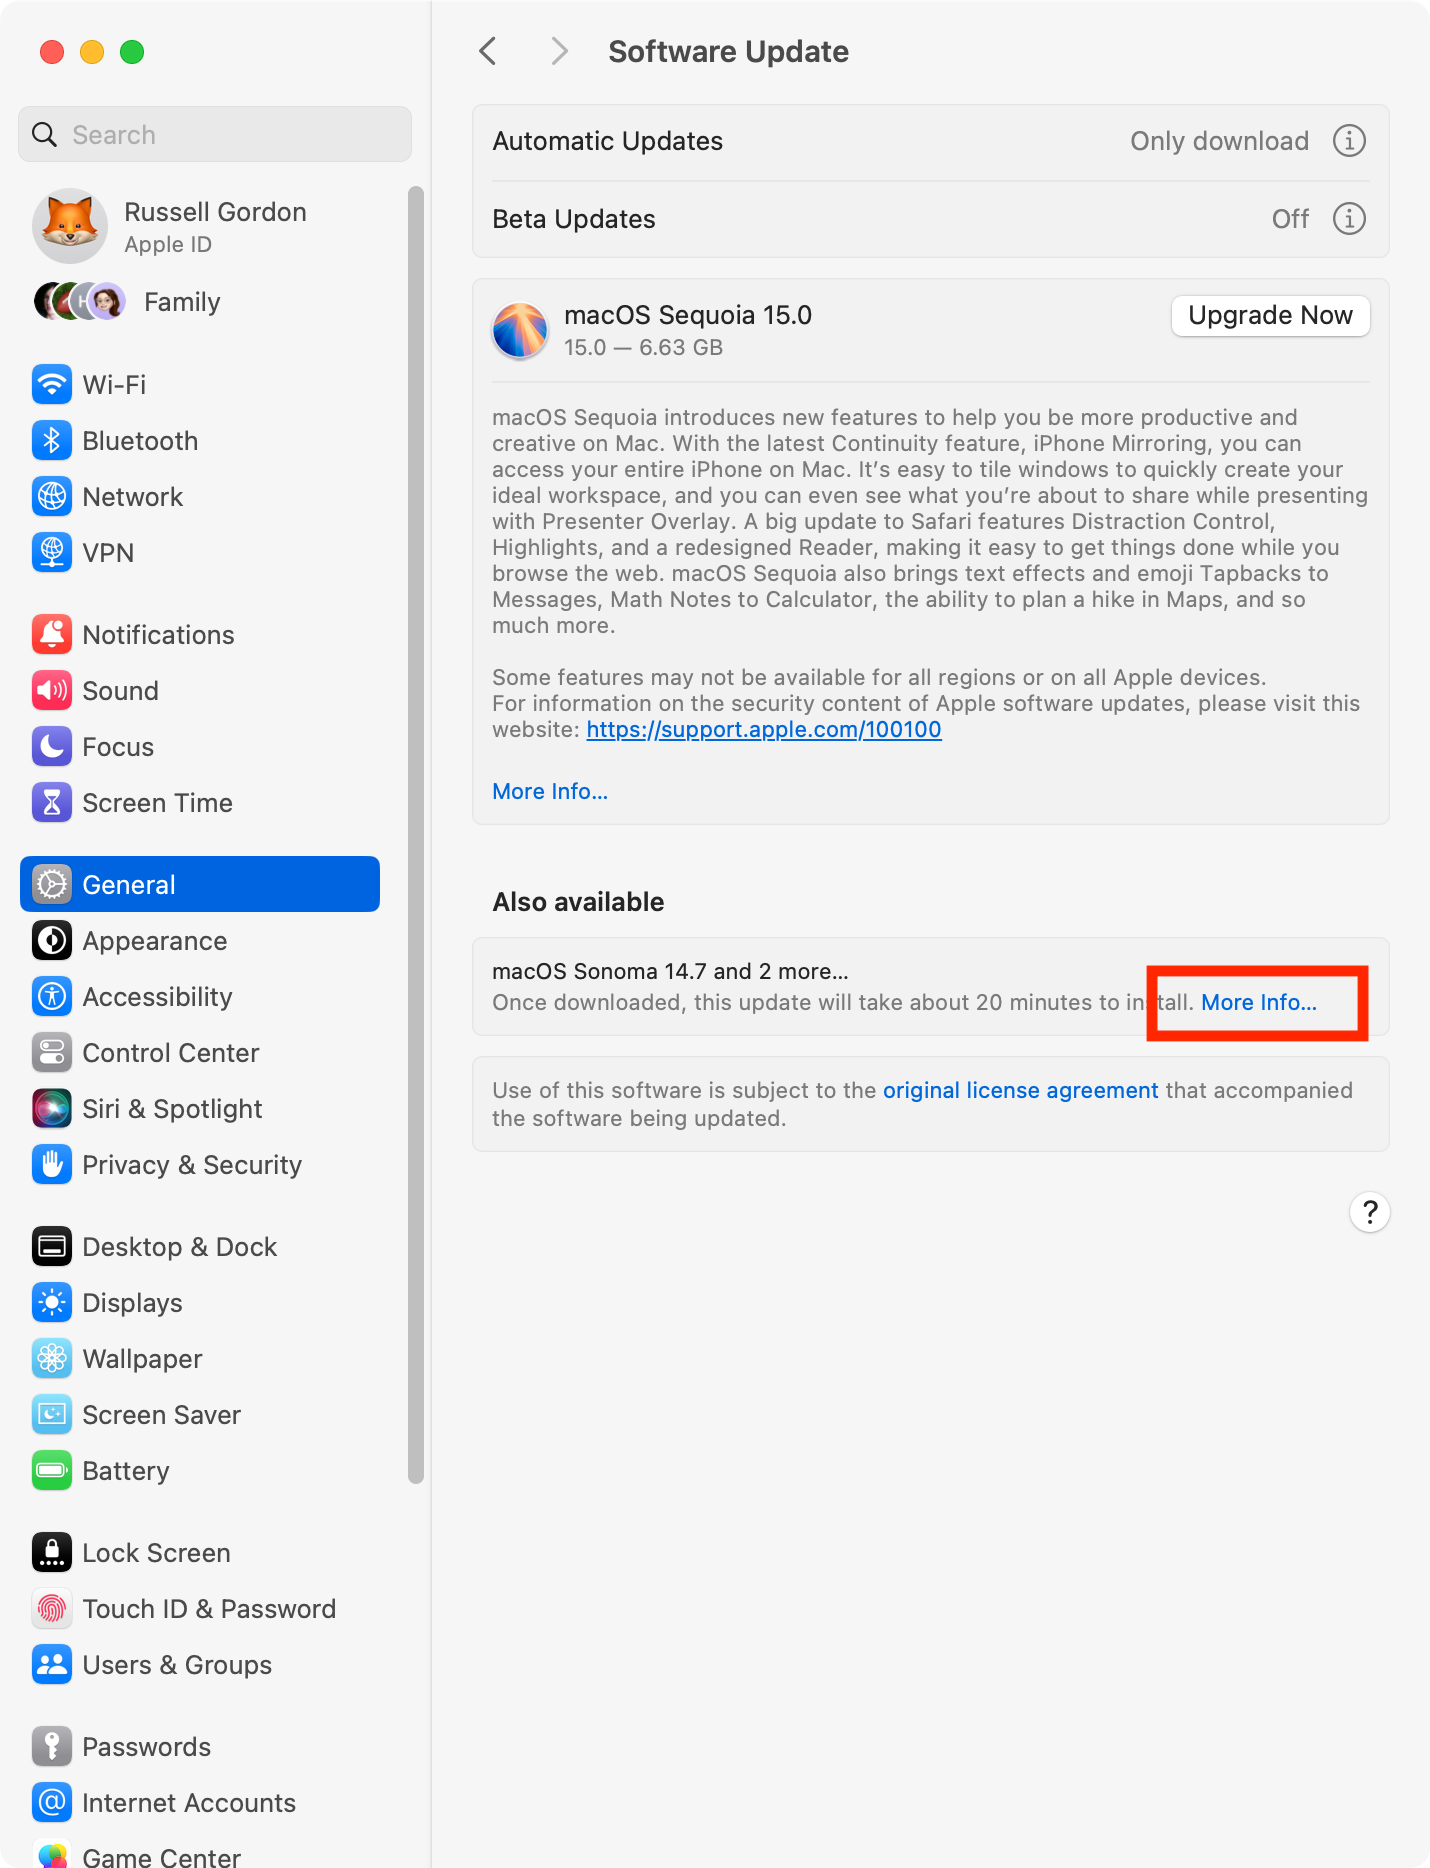 Software Update
Search
Russell Gordon
Apple ID
Family
Wi-Fi
Bluetooth
Network
VPN
Notifications
Sound
Focus
Screen Time
General
Appearance
Accessibility
Control Center
Siri & Spotlight
Privacy & Security
Desktop & Dock
Displays
Wallpaper
Screen Saver
Battery
Lock Screen
Touch ID & Password
Users & Groups
Passwords
Internet Accounts
Game Center
Automatic Updates Only download
Beta Updates Off
macOS Sequoia 15.0 Upgrade Now
15.0 — 6.63 GB
macOS Sequoia introduces new features to help you be more productive and
creative on Mac. With the latest Continuity feature, iPhone Mirroring, you can
access your entire iPhone on Mac. It’s easy to tile windows to quickly create your
ideal workspace, and you can even see what you’re about to share while presenting
with Presenter Overlay. A big update to Safari features Distraction Control,
Highlights, and a redesigned Reader, making it easy to get things done while you
browse the web. macOS Sequoia also brings text effects and emoji Tapbacks to
Messages, Math Notes to Calculator, the ability to plan a hike in Maps, and so
much more.
Some features may not be available for all regions or on all Apple devices.
For information on the security content of Apple software updates, please visit this
website: https://support.apple.com/100100
More Info…
Also available
macOS Sonoma 14.7 and 2 more…
Once downloaded, this update will take about 20 minutes to install. More Info…
Use of this software is subject to the original license agreement that accompanied
the software being updated.
?